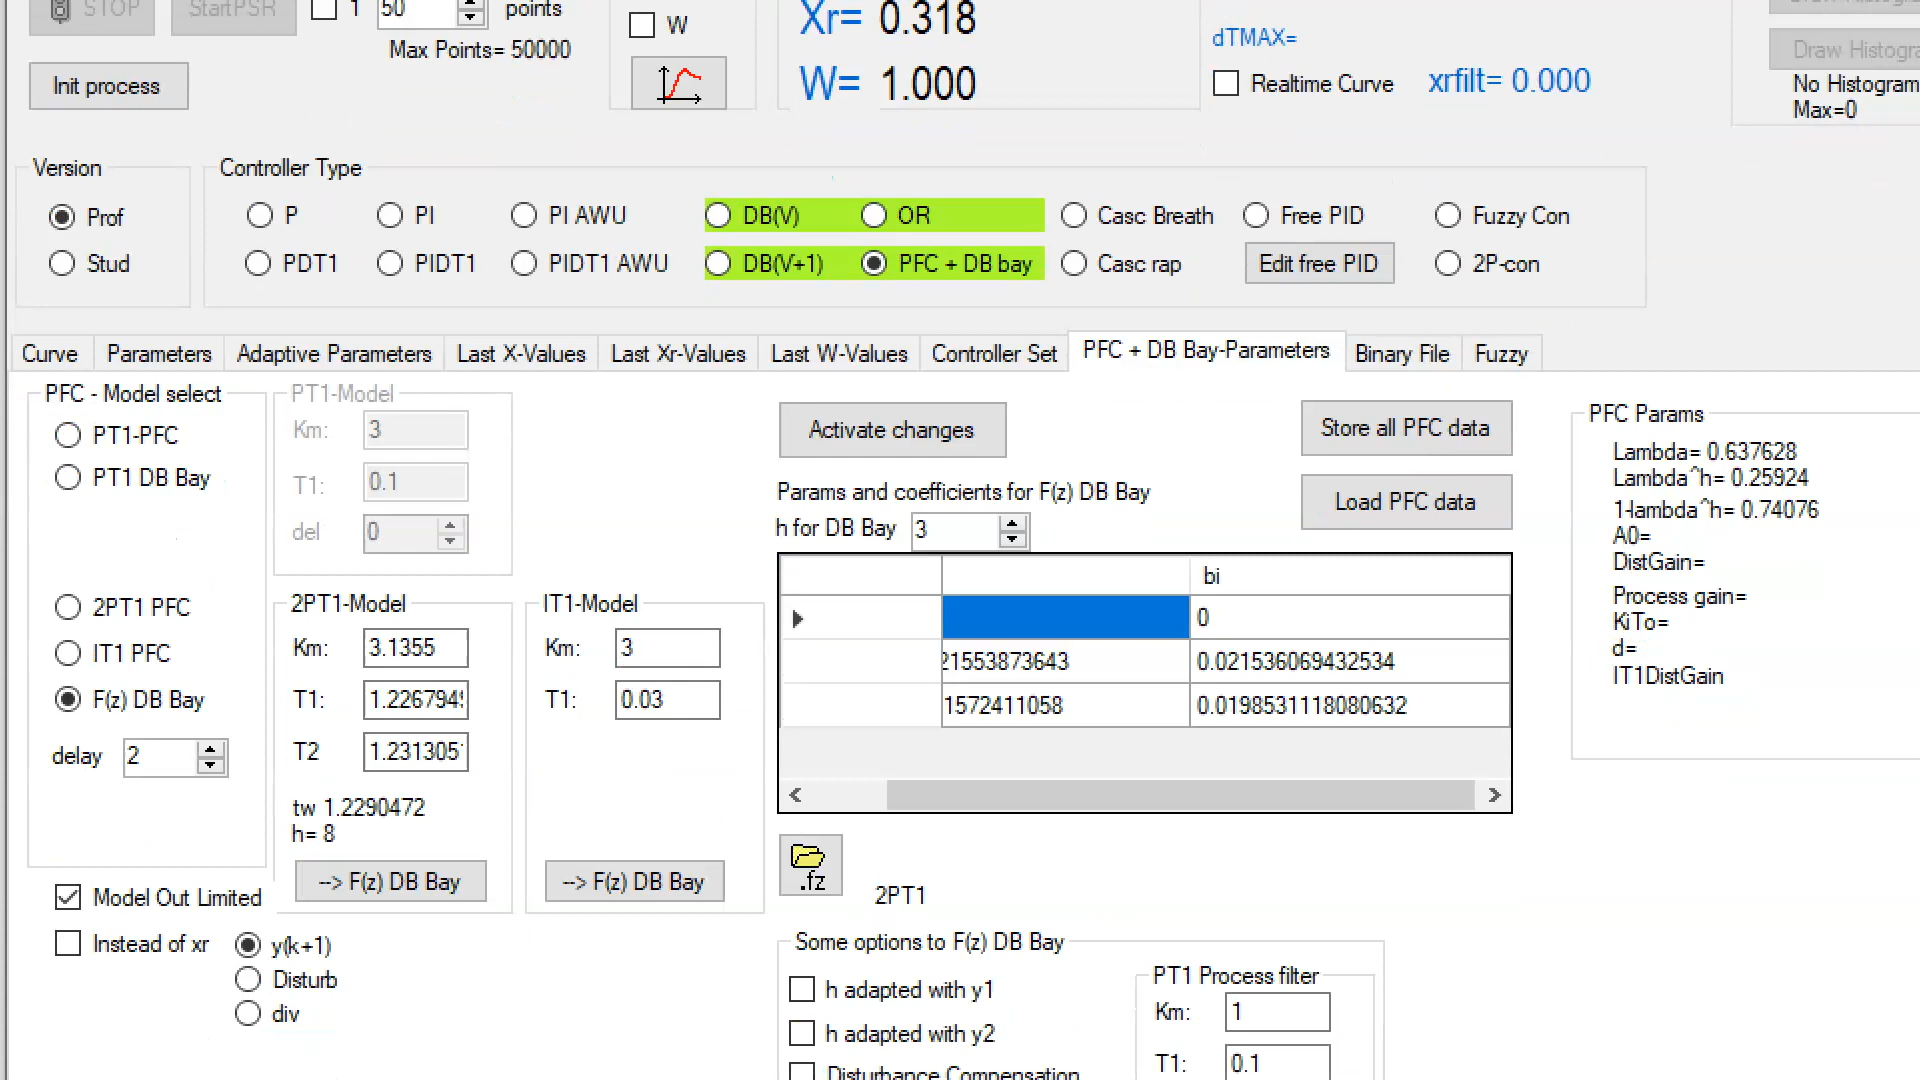 STOP
StartPSR
1
50
points
Max Points= 50000
Init process
W
Xr= 0.318
W= 1.000
dTMAX=
Realtime Curve
xrfilt= 0.000
Draw Histogra
No Histogram
Max=0
Version
Prof
Stud
Controller Type
P
PI
PI AWU
DB(V)
OR
Casc Breath
Free PID
Fuzzy Con
PDT1
PIDT1
PIDT1 AWU
DB(V+1)
PFC + DB bay
Casc rap
Edit free PID
2P-con
Curve
Parameters
Adaptive Parameters
Last X-Values
Last Xr-Values
Last W-Values
Controller Set
PFC + DB Bay-Parameters
Binary File
Fuzzy
PFC - Model select
PT1-PFC
PT1 DB Bay
2PT1 PFC
IT1 PFC
F(z) DB Bay
delay
2
Model Out Limited
Instead of xr
y(k+1)
Disturb
div
PT1-Model
Km: 3
T1: 0.1
del 0
2PT1-Model
Km: 3.1355
T1: 1.226794
T2 1.231305
tw 1.2290472
h= 8
--> F(z) DB Bay
IT1-Model
Km: 3
T1: 0.03
--> F(z) DB Bay
Activate changes
Store all PFC data
Load PFC data
Params and coefficients for F(z) DB Bay
h for DB Bay 3
bi
0
21553873643 0.021536069432534
1572411058 0.0198531118080632
.fz
2PT1
Some options to F(z) DB Bay
h adapted with y1
h adapted with y2
Disturbance Compensation
PT1 Process filter
Km: 1
T1: 0.1
PFC Params
Lambda= 0.637628
Lambda^h= 0.25924
1-lambda^h= 0.74076
A0=
DistGain=
Process gain=
KiTo=
d=
IT1DistGain